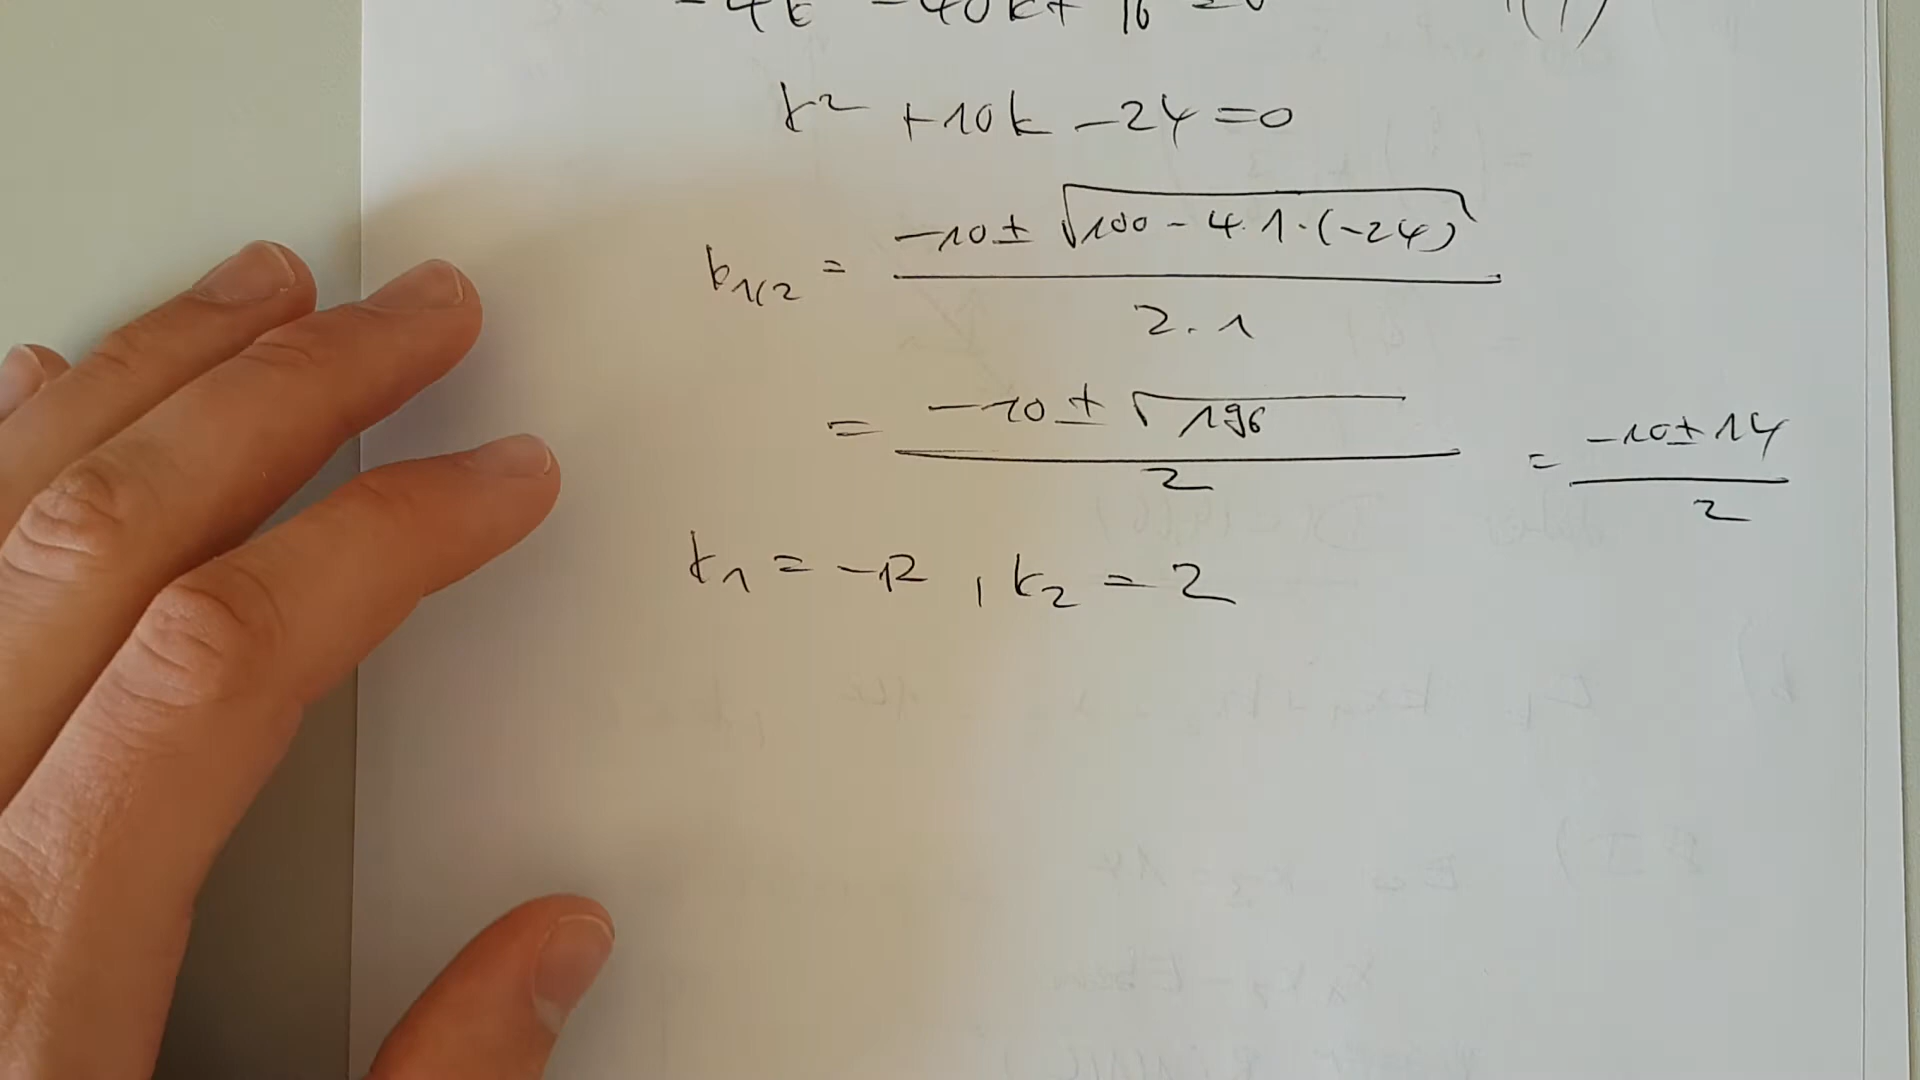 k² + 10k - 24 = 0
k1/2 = (-10 ± √(100 - 4·1·(-24))) / (2·1)
= (-10 ± √196) / 2 = (-10 ± 14) / 2
k1 = -12, k2 = 2